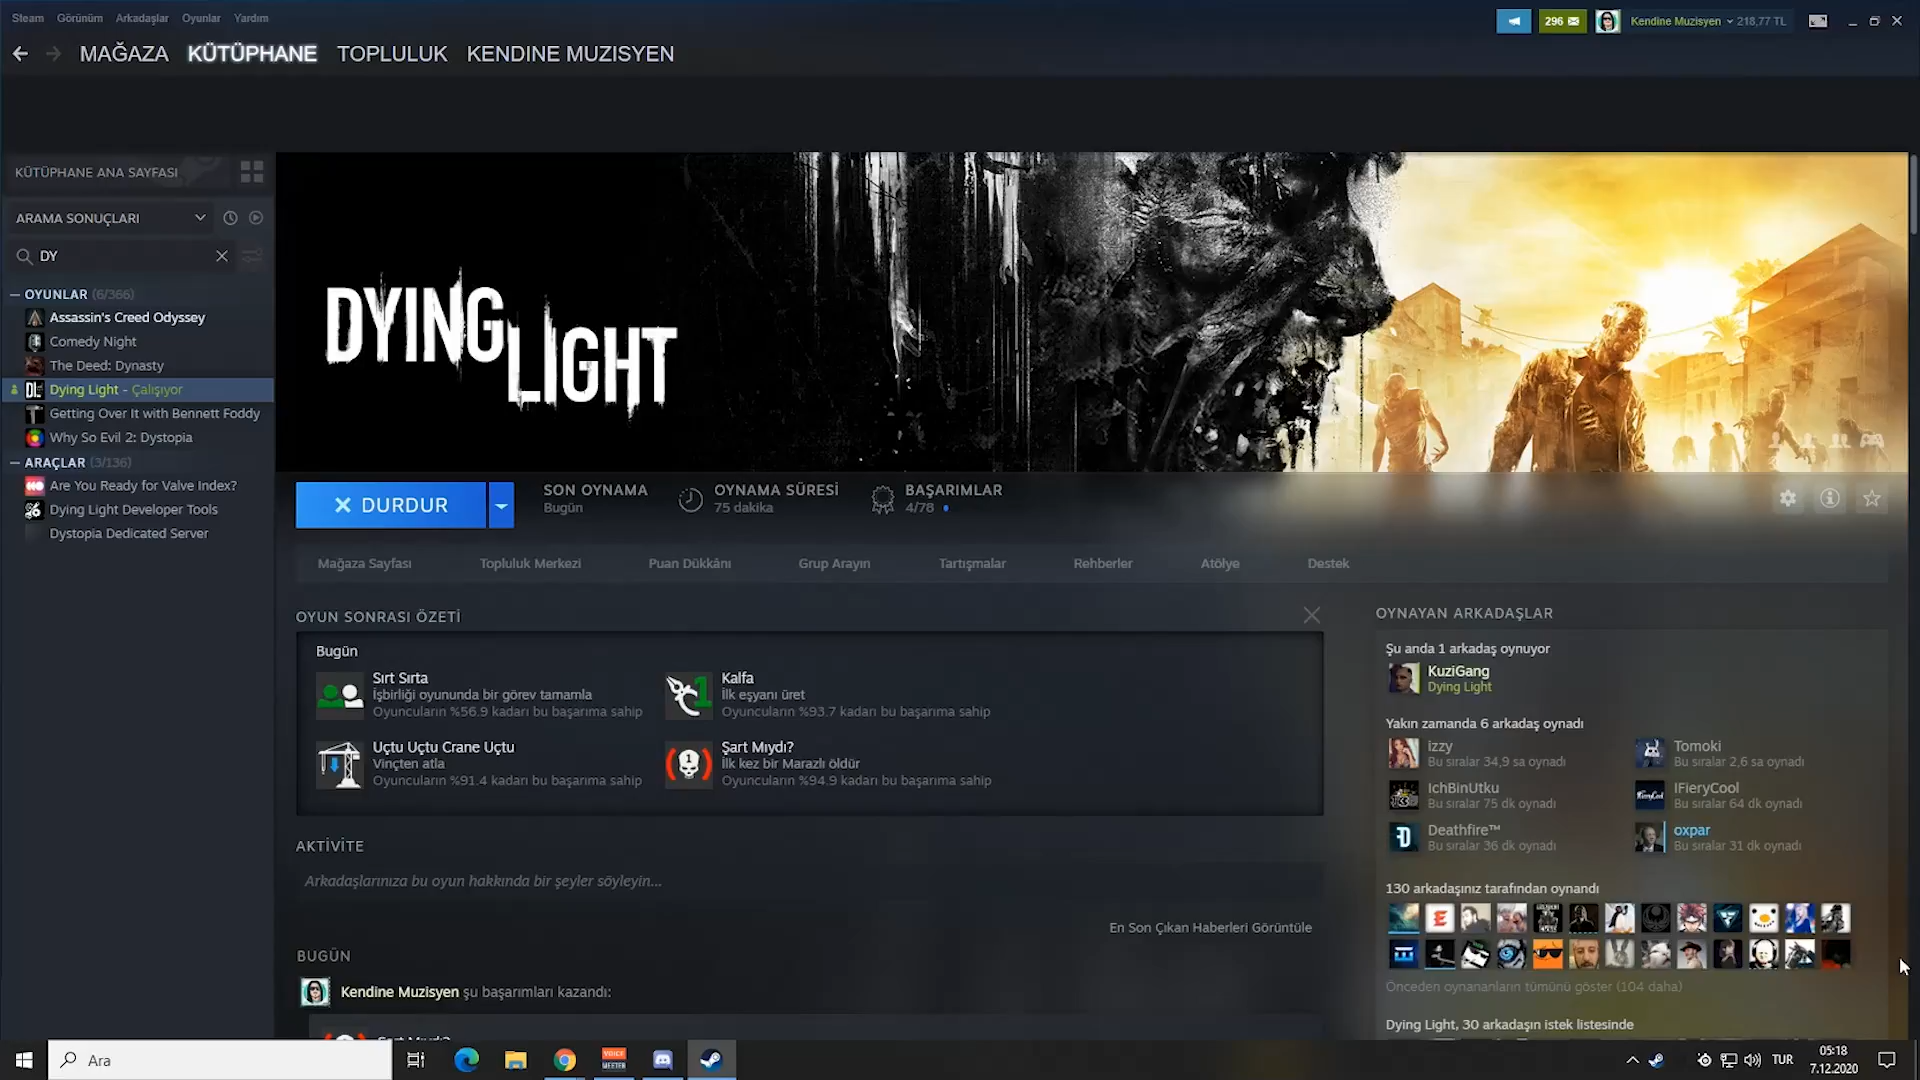 Steam Görünüm Arkadaşlar Oyunlar Yardım
296 Kendine Muzisyen 218,77 TL
MAĞAZA KÜTÜPHANE TOPLULUK KENDINE MUZISYEN
KÜTÜPHANE ANA SAYFASI
ARAMA SONUÇLARI
DY
OYUNLAR (6/366)
Assassin's Creed Odyssey
Comedy Night
The Deed: Dynasty
Dying Light - Çalışıyor
Getting Over It with Bennett Foddy
Why So Evil 2: Dystopia
ARAÇLAR (3/136)
Are You Ready for Valve Index?
Dying Light Developer Tools
Dystopia Dedicated Server
DYING LIGHT
DURDUR
SON OYNAMA
Bugün
OYNAMA SÜRESİ
75 dakika
BAŞARIMLAR
4/78
Mağaza Sayfası Topluluk Merkezi Puan Dükkânı Grup Arayın Tartışmalar Rehberler Atölye Destek
OYUN SONRASI ÖZETİ
Bugün
Sırt Sırta
İşbirliği oyununda bir görev tamamla
Oyuncuların %56.9 kadarı bu başarıma sahip
Kalfa
İlk eşyanı üret
Oyuncuların %93.7 kadarı bu başarıma sahip
Uçtu Uçtu Crane Uçtu
Vinçten atla
Oyuncuların %91.4 kadarı bu başarıma sahip
Şart Mıydı?
İlk kez bir Marazlı öldür
Oyuncuların %94.9 kadarı bu başarıma sahip
AKTİVİTE
Arkadaşlarınıza bu oyun hakkında bir şeyler söyleyin...
En Son Çıkan Haberleri Görüntüle
BUGÜN
Kendine Muzisyen şu başarımları kazandı:
Şart Mıydı?
OYNAYAN ARKADAŞLAR
Şu anda 1 arkadaş oynuyor
KuziGang
Dying Light
Yakın zamanda 6 arkadaş oynadı
izzy
Bu sıralar 34,9 sa oynadı
Tomoki
Bu sıralar 2,6 sa oynadı
IchBinUtku
Bu sıralar 75 dk oynadı
IFieryCool
Bu sıralar 64 dk oynadı
Deathfire™
Bu sıralar 36 dk oynadı
oxpar
Bu sıralar 31 dk oynadı
130 arkadaşınız tarafından oynandı
Önceden oynananların tümünü göster (104 daha)
Dying Light, 30 arkadaşın istek listesinde
Ara
VOICE
MEETER
TUR
05:18
7.12.2020